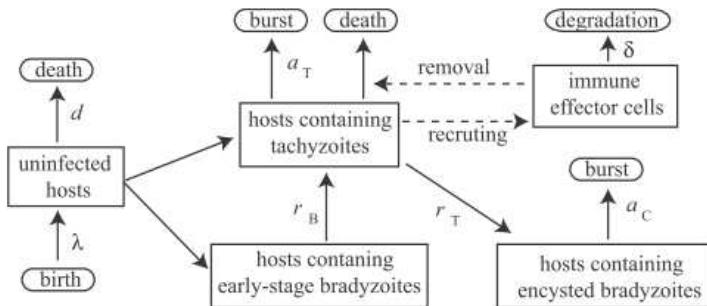 burst
death
degradation
a T
removal
δ
death
immune
effector cells
d
hosts containing
tachyzoites
recruting
uninfected
hosts
burst
λ
r B
r T
a C
birth
hosts contaning
early-stage bradyzoites
hosts containing
encysted bradyzoites